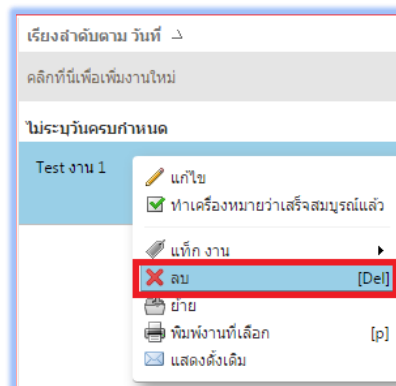 เรียงลำดับตาม วันที่
คลิกที่นี่เพื่อเพิ่มงานใหม่
ไม่ระบุวันครบกำหนด
Test งาน 1
แก้ไข
ทำเครื่องหมายว่าเสร็จสมบูรณ์แล้ว
แท็ก งาน
ลบ [Del]
ย้าย
พิมพ์งานที่เลือก [p]
แสดงดั้งเดิม